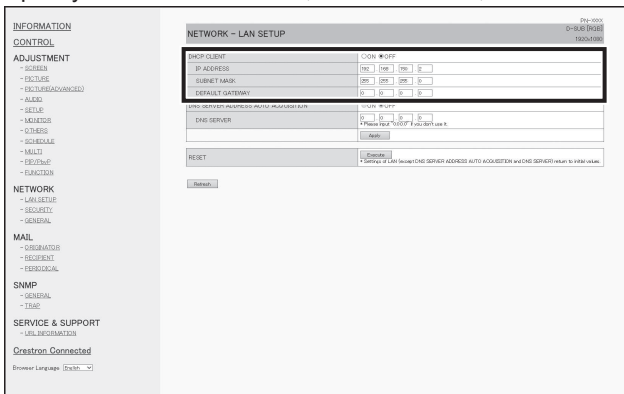 INFORMATION
CONTROL
ADJUSTMENT
- SCREEN
- PICTURE
- PICTURE(ADVANCED)
- AUDIO
- SETUP
- MONITOR
- OTHERS
- SCHEDULE
- MULTI
- PIP/PbyP
- FUNCTION
NETWORK
- LAN SETUP
- SECURITY
- GENERAL
MAIL
- ORIGINATOR
- RECIPIENT
- PERIODICAL
SNMP
- GENERAL
- TRAP
SERVICE & SUPPORT
- URL INFORMATION
Crestron Connected
Browser Language English
PN-XXXX
NETWORK - LAN SETUP
D-SUB [RGB]
1920x1080
DHCP CLIENT ON OFF
IP ADDRESS 192 . 168 . 150 . 2
SUBNET MASK 255 . 255 . 255 . 0
DEFAULT GATEWAY 0 . 0 . 0 . 0
DNS SERVER ADDRESS AUTO ACQUISITION ON OFF
DNS SERVER 0 . 0 . 0 . 0
* Please input "0.0.0.0" if you don't use it.
Apply
RESET Execute
* Settings of LAN (except DNS SERVER ADDRESS AUTO ACQUISITION and DNS SERVER) return to initial values.
Refresh